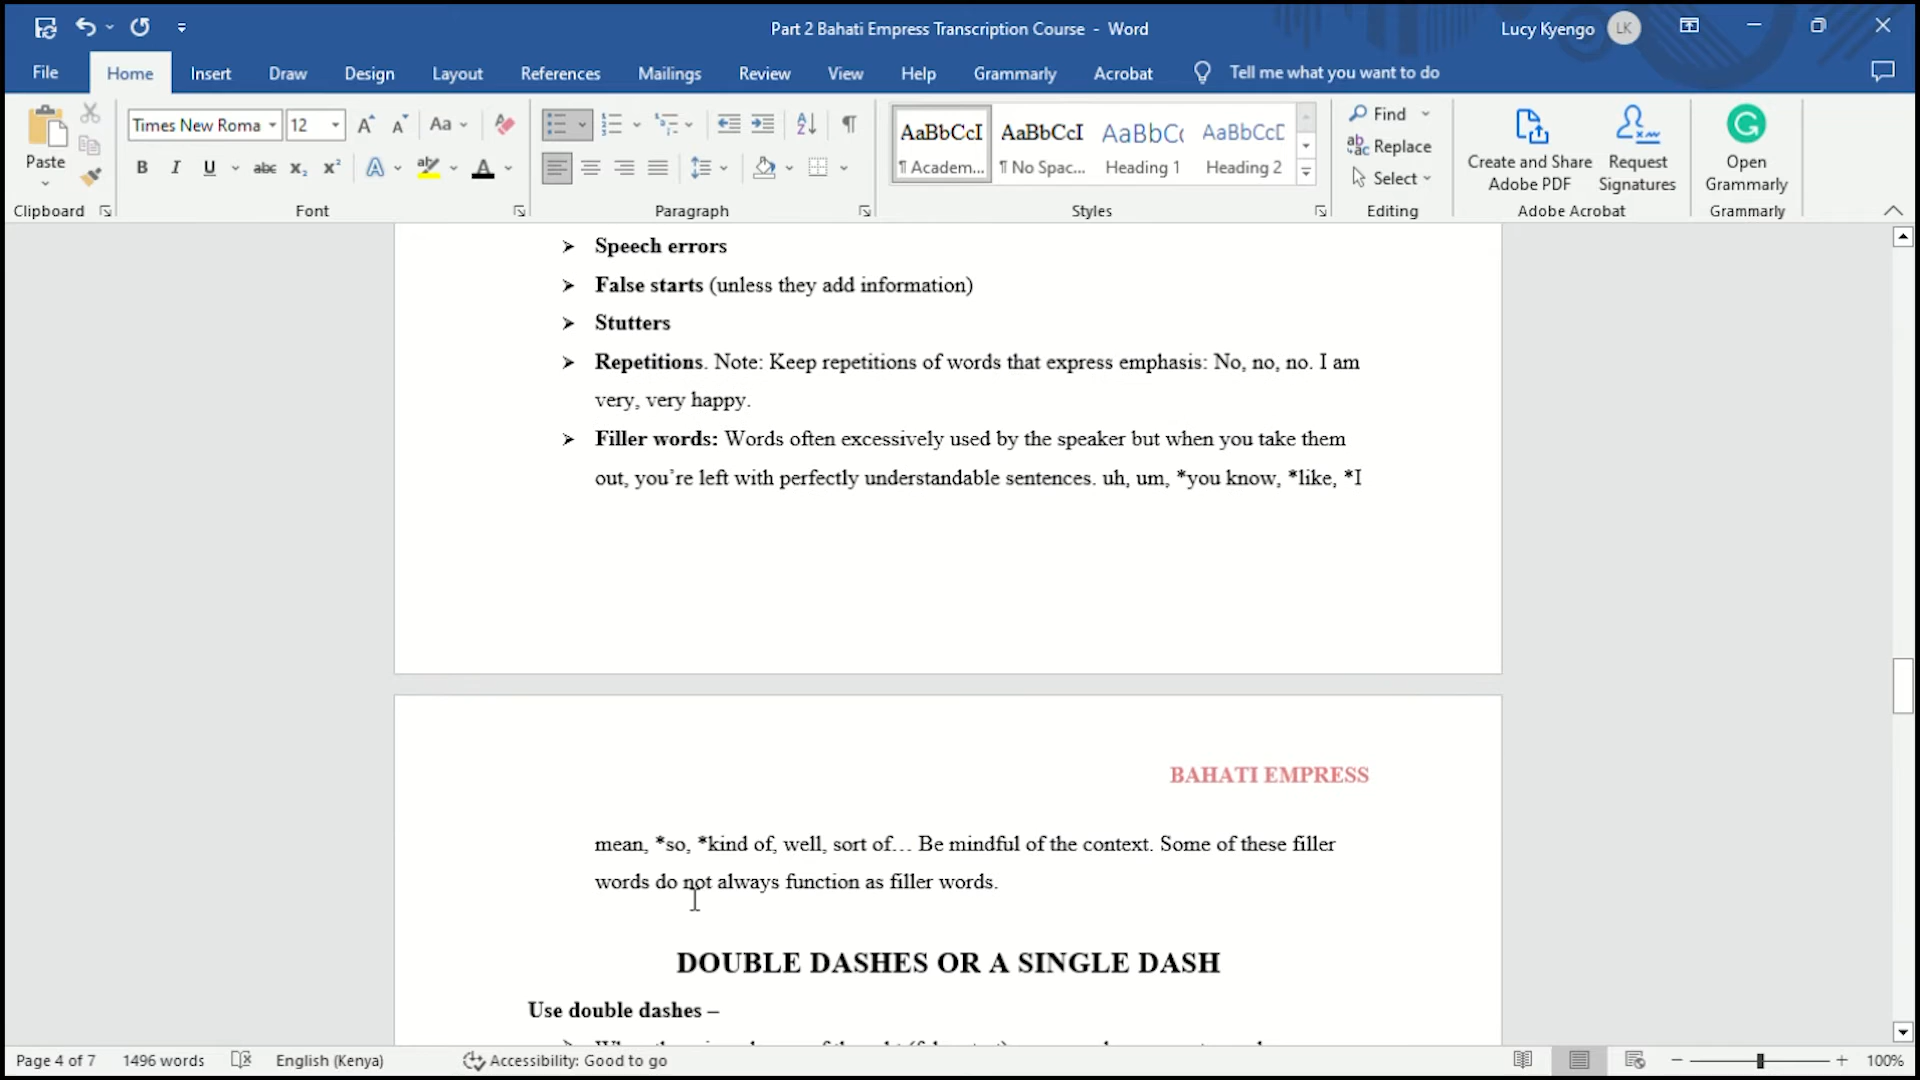 Part 2 Bahati Empress Transcription Course - Word
Lucy Kyengo LK
File Home Insert Draw Design Layout References Mailings Review View Help Grammarly Acrobat Tell me what you want to do
Paste
Clipboard
Times New Roma 12
Aa
B I U abc x₂ x² A A
Font
Paragraph
AaBbCcI AaBbCcI AaBbC AaBbCcD
¶ Academ... ¶ No Spac... Heading 1 Heading 2
Styles
Find
Replace
Select
Editing
Create and Share Adobe PDF
Request Signatures
Adobe Acrobat
Open Grammarly
Grammarly
➢ Speech errors
➢ False starts (unless they add information)
➢ Stutters
➢ Repetitions. Note: Keep repetitions of words that express emphasis: No, no, no. I am
very, very happy.
➢ Filler words: Words often excessively used by the speaker but when you take them
out, you’re left with perfectly understandable sentences. uh, um, *you know, *like, *I
BAHATI EMPRESS
mean, *so, *kind of, well, sort of… Be mindful of the context. Some of these filler
words do not always function as filler words.
DOUBLE DASHES OR A SINGLE DASH
Use double dashes –
Page 4 of 7 1496 words English (Kenya) Accessibility: Good to go 100%